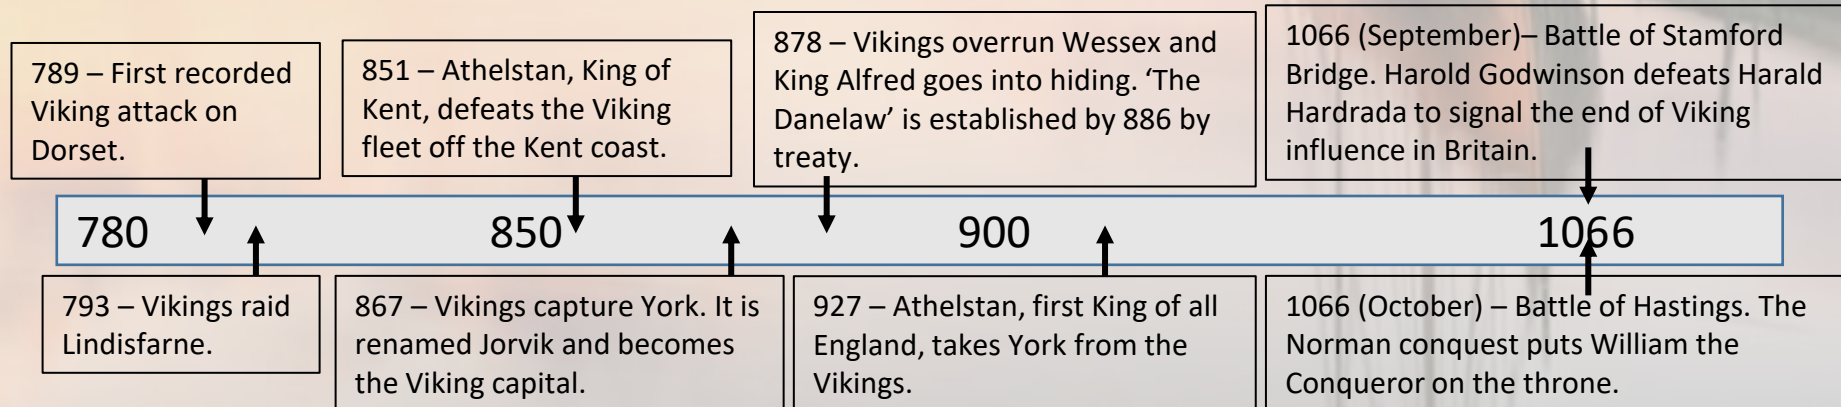 789 – First recorded
Viking attack on
Dorset.
851 – Athelstan, King of
Kent, defeats the Viking
fleet off the Kent coast.
878 – Vikings overrun Wessex and
King Alfred goes into hiding. ‘The
Danelaw’ is established by 886 by
treaty.
1066 (September)– Battle of Stamford
Bridge. Harold Godwinson defeats Harald
Hardrada to signal the end of Viking
influence in Britain.
780
850
900
1066
793 – Vikings raid
Lindisfarne.
867 – Vikings capture York. It is
renamed Jorvik and becomes
the Viking capital.
927 – Athelstan, first King of all
England, takes York from the
Vikings.
1066 (October) – Battle of Hastings. The
Norman conquest puts William the
Conqueror on the throne.